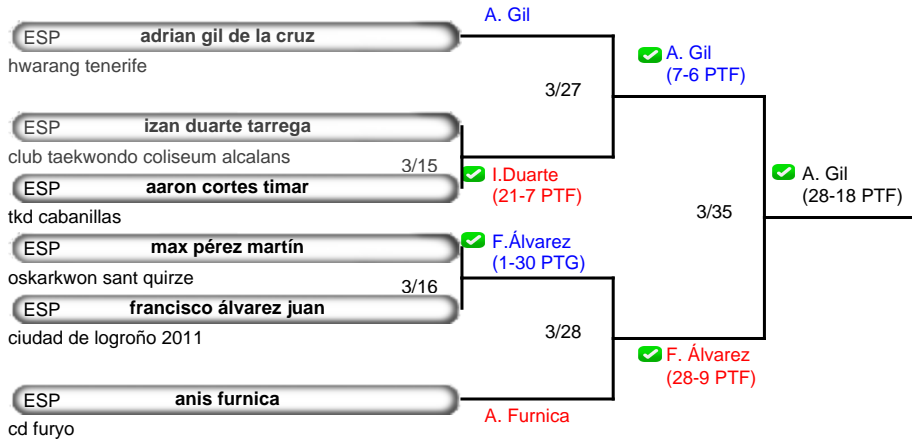 A. Gil
ESP adrian gil de la cruz
hwarang tenerife
A. Gil
(7-6 PTF)
3/27
ESP izan duarte tarrega
club taekwondo coliseum alcalans
3/15
I.Duarte
(21-7 PTF)
ESP aaron cortes timar
tkd cabanillas
A. Gil
(28-18 PTF)
3/35
ESP max pérez martín
oskarkwon sant quirze
F.Álvarez
(1-30 PTG)
3/16
ESP francisco álvarez juan
ciudad de logroño 2011
3/28
F. Álvarez
(28-9 PTF)
ESP anis furnica
cd furyo
A. Furnica